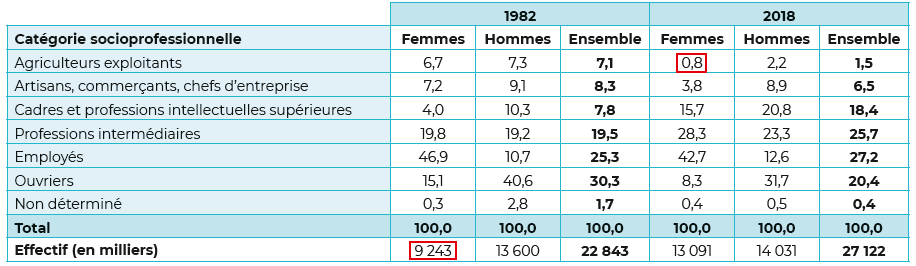 1982 2018
Catégorie socioprofessionnelle Femmes Hommes Ensemble Femmes Hommes Ensemble
Agriculteurs exploitants 6,7 7,3 7,1 0,8 2,2 1,5
Artisans, commerçants, chefs d’entreprise 7,2 9,1 8,3 3,8 8,9 6,5
Cadres et professions intellectuelles supérieures 4,0 10,3 7,8 15,7 20,8 18,4
Professions intermédiaires 19,8 19,2 19,5 28,3 23,3 25,7
Employés 46,9 10,7 25,3 42,7 12,6 27,2
Ouvriers 15,1 40,6 30,3 8,3 31,7 20,4
Non déterminé 0,3 2,8 1,7 0,4 0,5 0,4
Total 100,0 100,0 100,0 100,0 100,0 100,0
Effectif (en milliers) 9 243 13 600 22 843 13 091 14 031 27 122